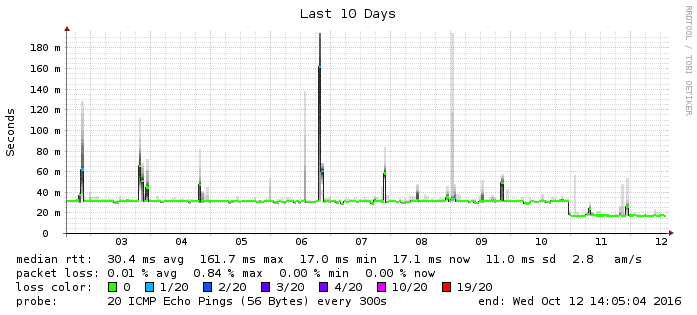 Last 10 Days
RRDTOOL / TOBI OETIKER
Seconds
180 m
160 m
140 m
120 m
100 m
80 m
60 m
40 m
20 m
0
03 04 05 06 07 08 09 10 11 12
median rtt: 30.4 ms avg 161.7 ms max 17.0 ms min 17.1 ms now 11.0 ms sd 2.8 am/s
packet loss: 0.01 % avg 0.84 % max 0.00 % min 0.00 % now
loss color: 0 1/20 2/20 3/20 4/20 10/20 19/20
probe: 20 ICMP Echo Pings (56 Bytes) every 300s end: Wed Oct 12 14:05:04 2016